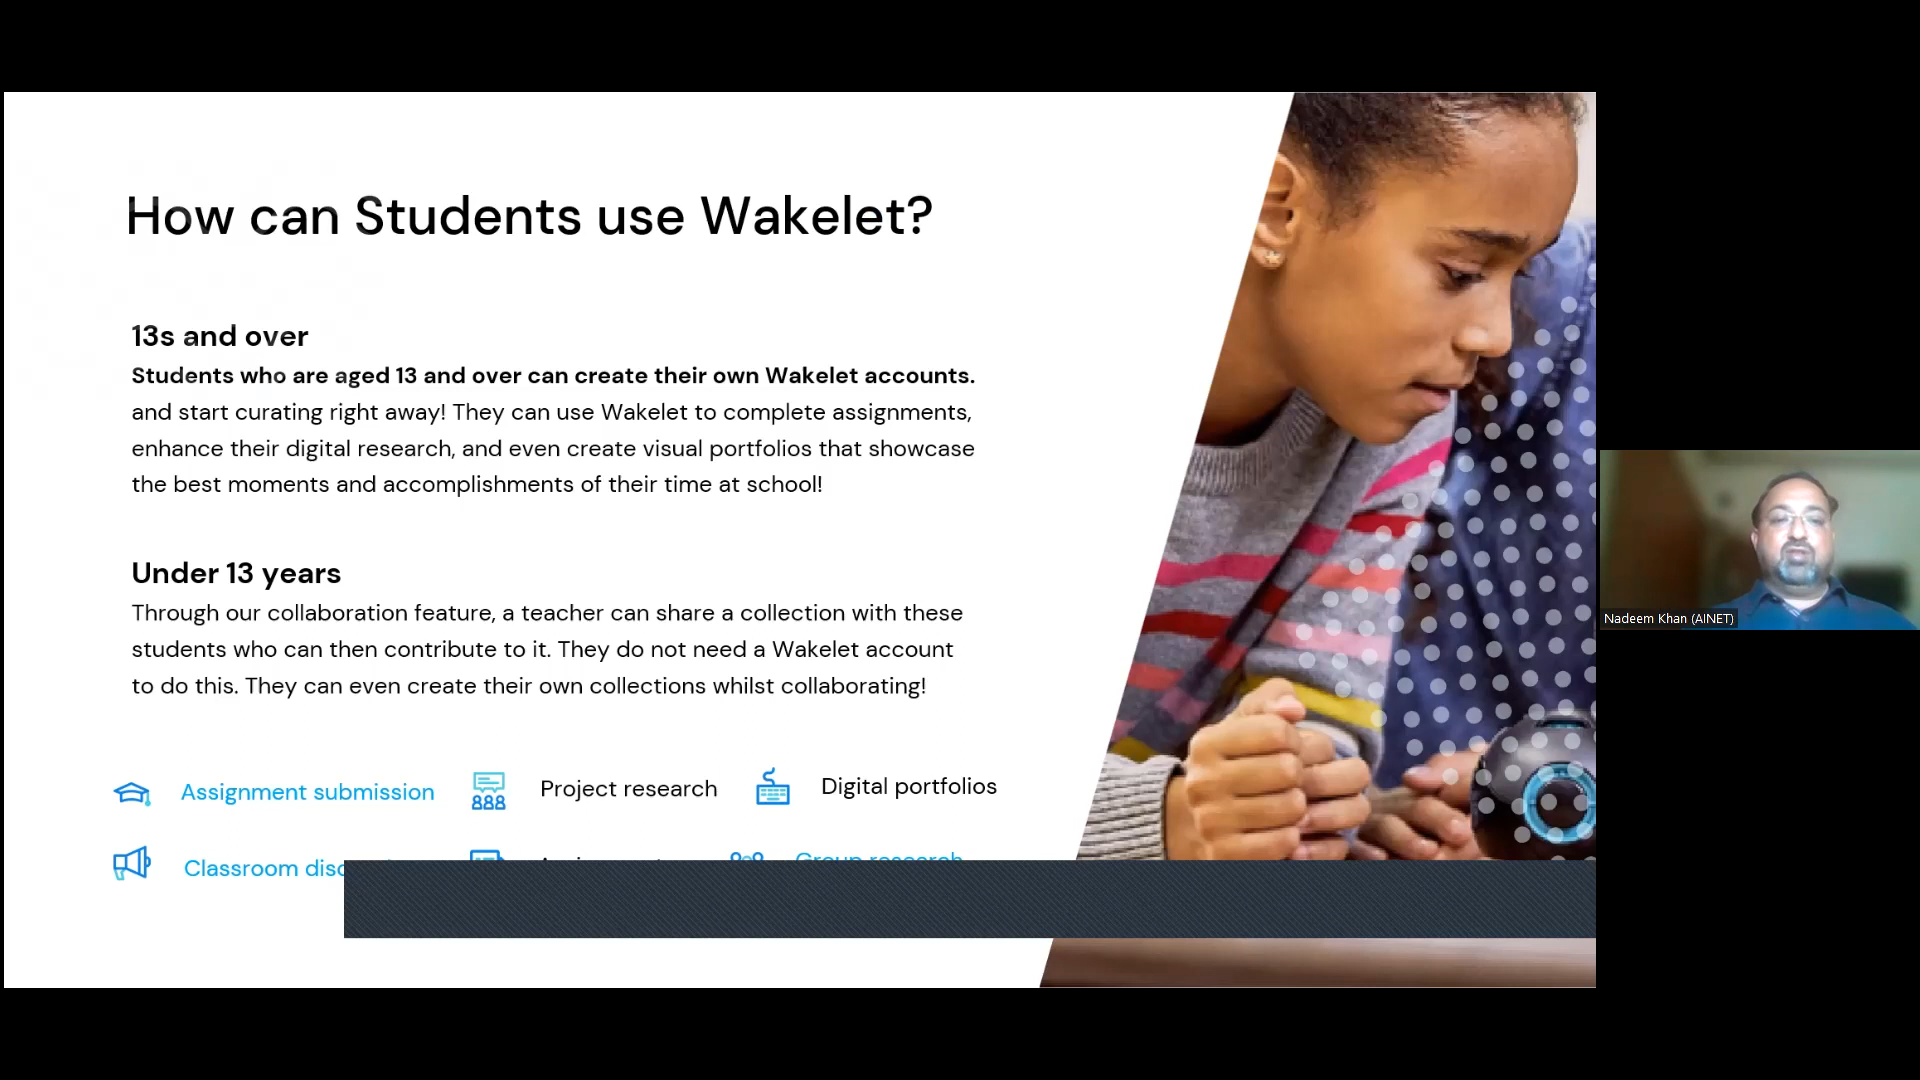 How can Students use Wakelet?
13s and over
Students who are aged 13 and over can create their own Wakelet accounts.
and start curating right away! They can use Wakelet to complete assignments,
enhance their digital research, and even create visual portfolios that showcase
the best moments and accomplishments of their time at school!
Under 13 years
Through our collaboration feature, a teacher can share a collection with these
students who can then contribute to it. They do not need a Wakelet account
to do this. They can even create their own collections whilst collaborating!
Assignment submission
Project research
Digital portfolios
Classroom
Group research
Nadeem Khan (AINET)